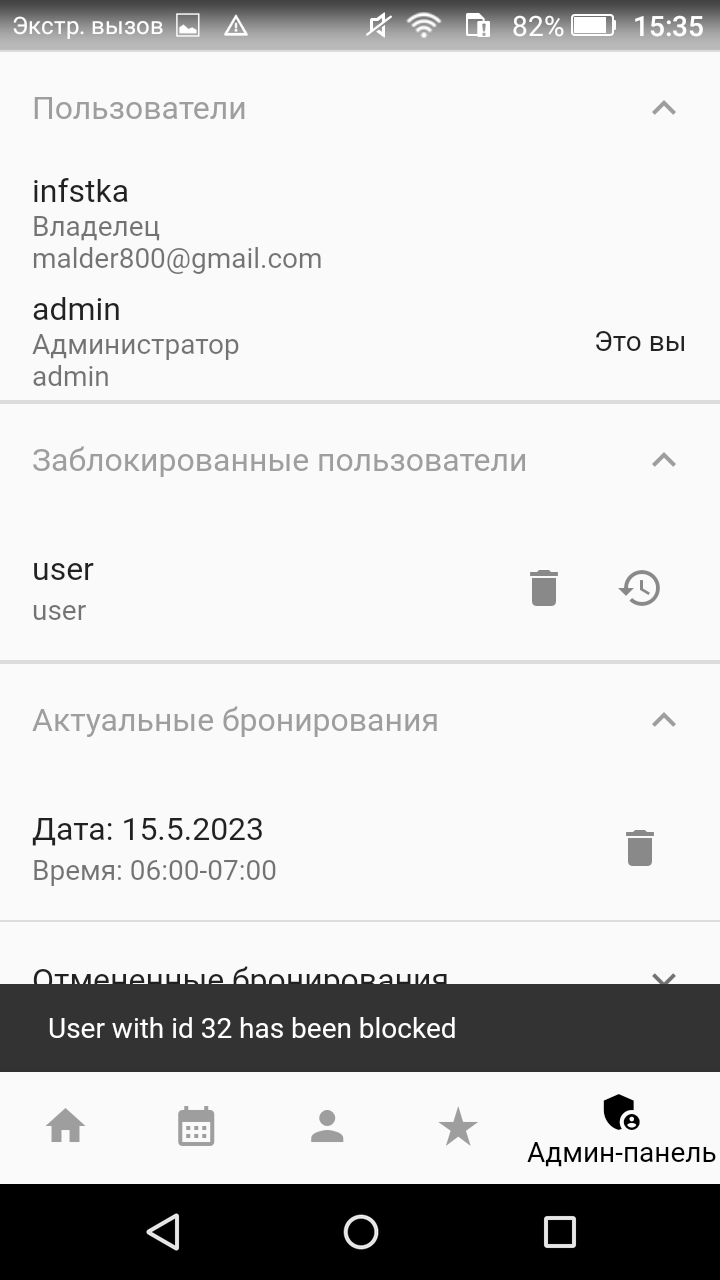 Экстр. вызов 82% 15:35
Пользователи
infstka
Владелец
malder800@gmail.com
admin
Администратор
Это вы
admin
Заблокированные пользователи
user
user
Актуальные бронирования
Дата: 15.5.2023
Время: 06:00-07:00
Отмененные бронирования
User with id 32 has been blocked
Админ-панель